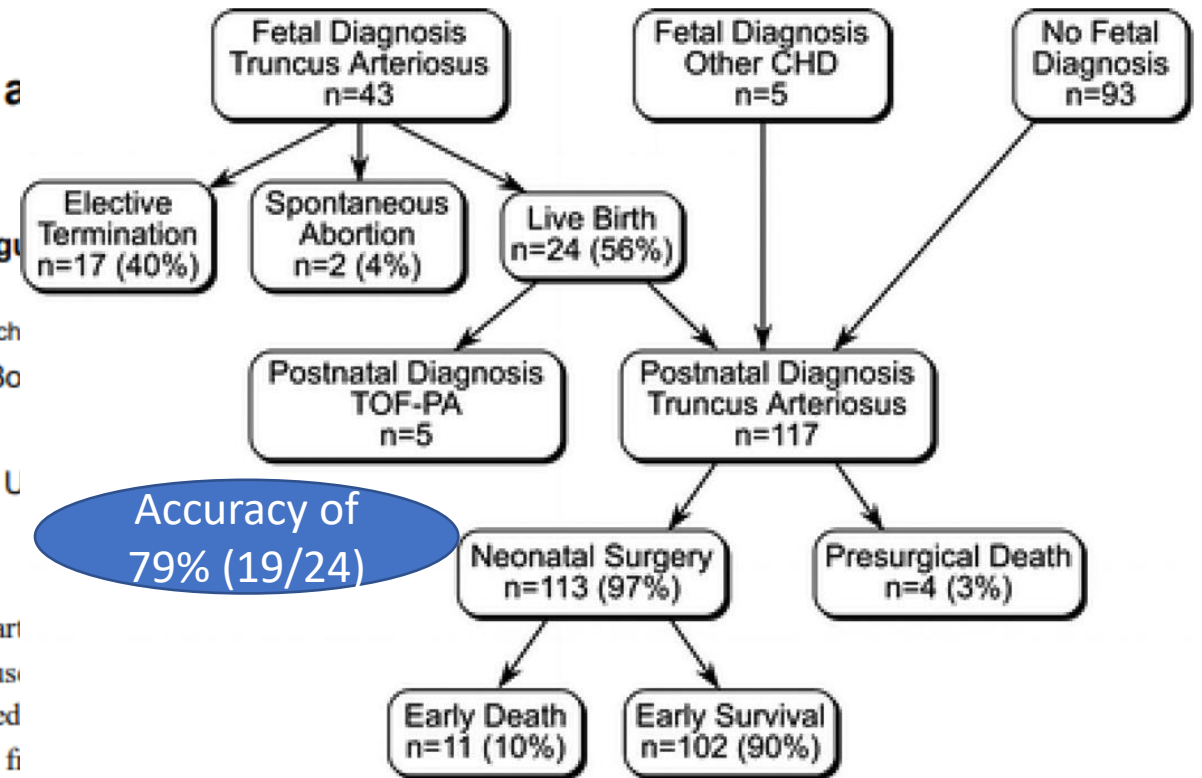 Fetal Diagnosis
Truncus Arteriosus
n=43
Fetal Diagnosis
Other CHD
n=5
No Fetal
Diagnosis
n=93
Elective
Termination
n=17 (40%)
Spontaneous
Abortion
n=2 (4%)
Live Birth
n=24 (56%)
Postnatal Diagnosis
TOF-PA
n=5
Postnatal Diagnosis
Truncus Arteriosus
n=117
Accuracy of
79% (19/24)
Neonatal Surgery
n=113 (97%)
Presurgical Death
n=4 (3%)
Early Death
n=11 (10%)
Early Survival
n=102 (90%)